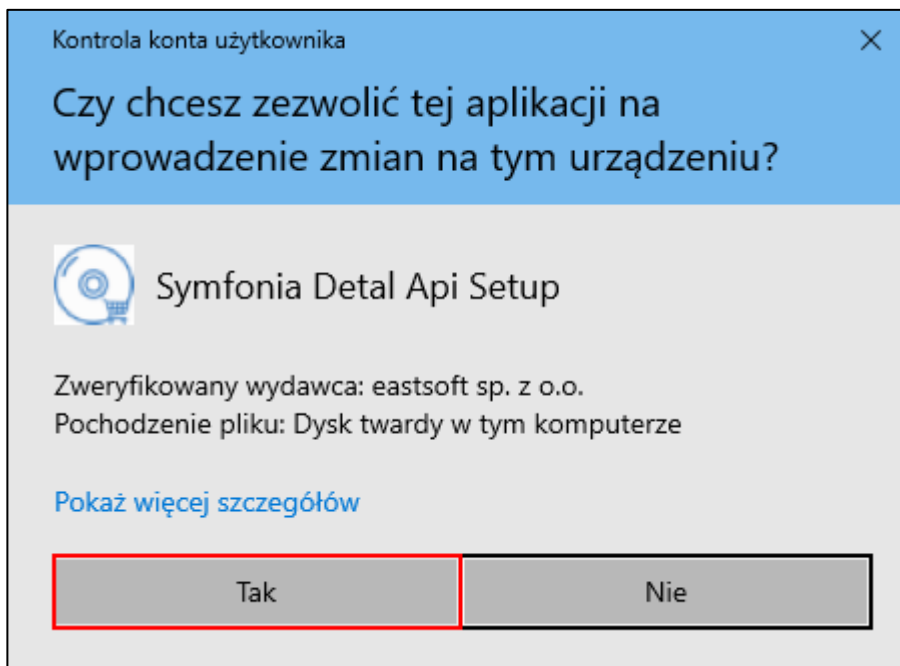 Kontrola konta użytkownika
Czy chcesz zezwolić tej aplikacji na
wprowadzenie zmian na tym urządzeniu?
Symfonia Detal Api Setup
Zweryfikowany wydawca: eastsoft sp. z o.o.
Pochodzenie pliku: Dysk twardy w tym komputerze
Pokaż więcej szczegółów
Tak
Nie